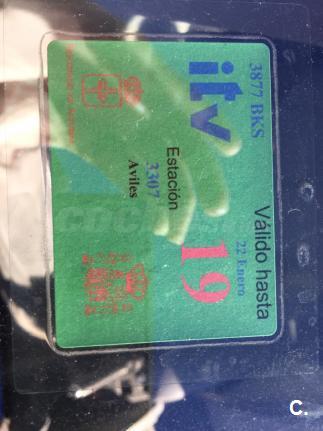 3877 BKS
itv
Estación
3307
Aviles
Válido hasta
22 Enero
19
C.